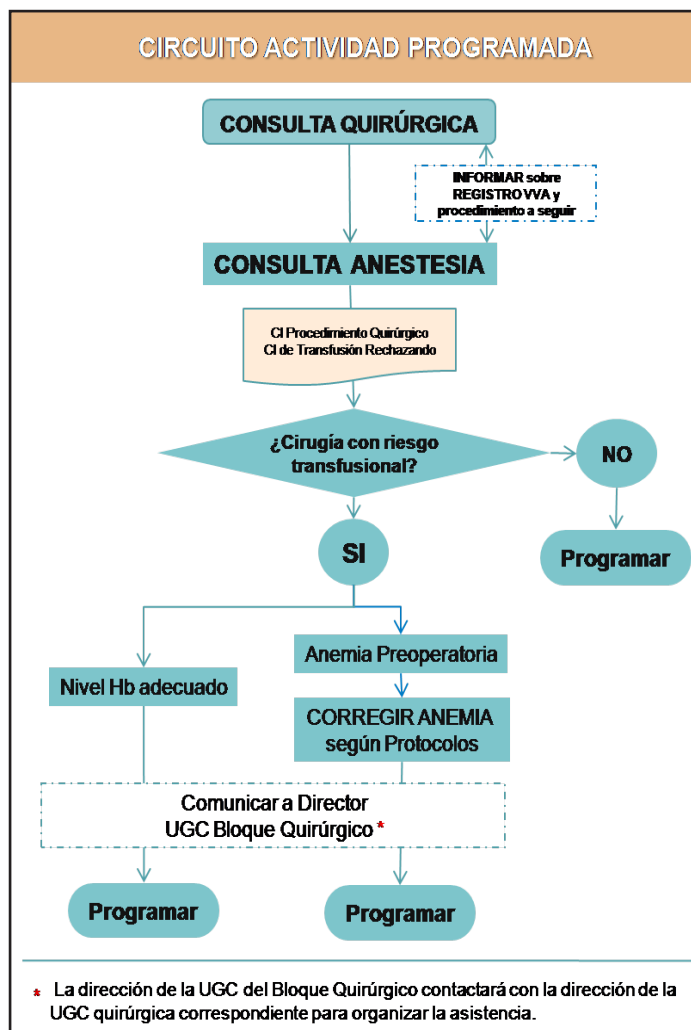 CIRCUITO ACTIVIDAD PROGRAMADA
CONSULTA QUIRÚRGICA
INFORMAR sobre
REGISTRO VVA y
procedimiento a seguir
CONSULTA ANESTESIA
CI Procedimiento Quirúrgico
CI de Transfusión Rechazando
¿Cirugía con riesgo
transfusional?
NO
SI
Programar
Anemia Preoperatoria
Nivel Hb adecuado
CORREGIR ANEMIA
según Protocolos
Comunicar a Director
UGC Bloque Quirúrgico *
Programar
Programar
* La dirección de la UGC del Bloque Quirúrgico contactará con la dirección de la
UGC quirúrgica correspondiente para organizar la asistencia.